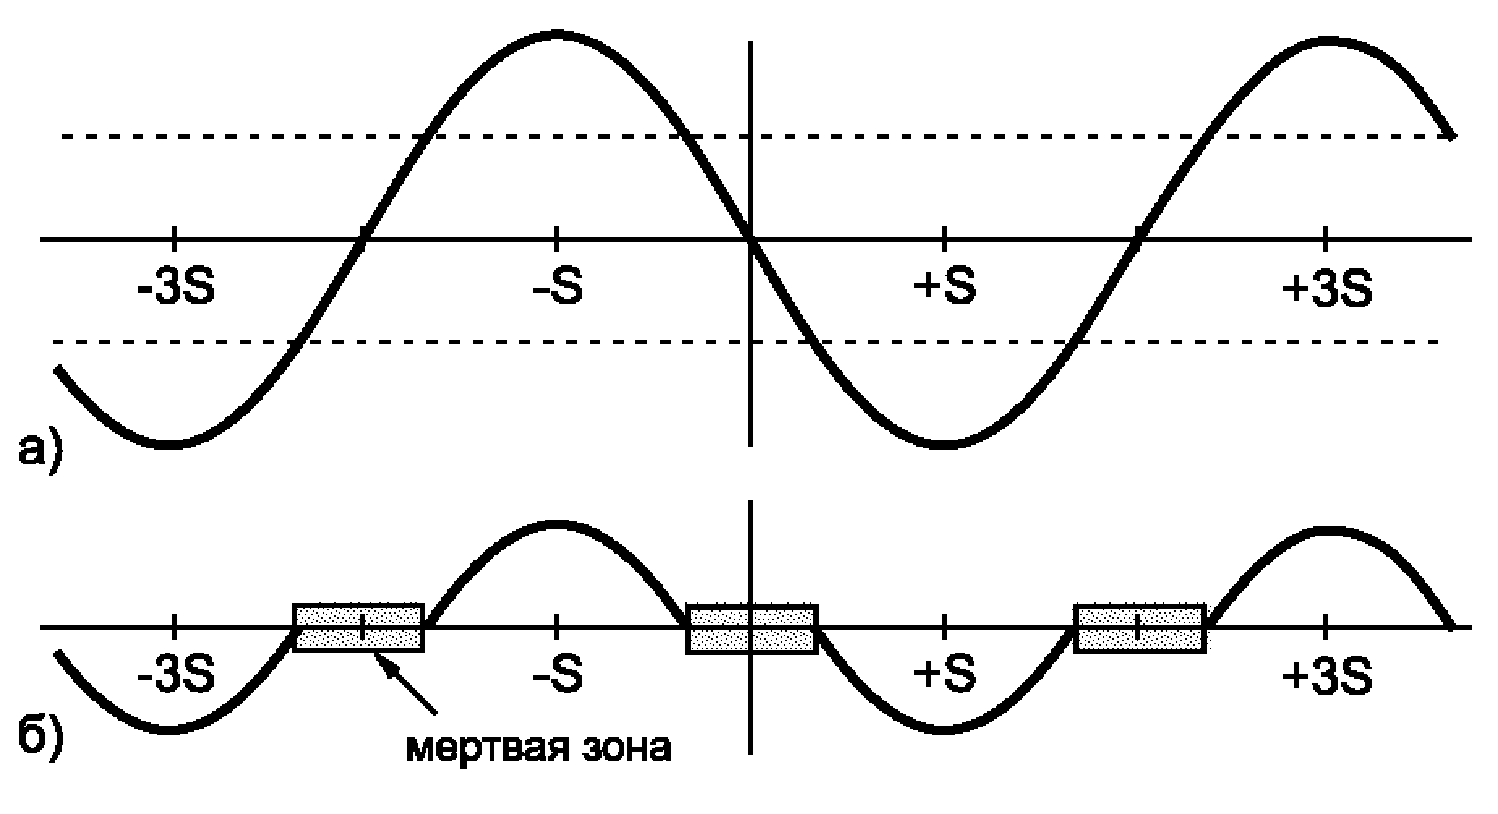 -3S -S +S +3S
а)
-3S -S +S +3S
б)
мертвая зона